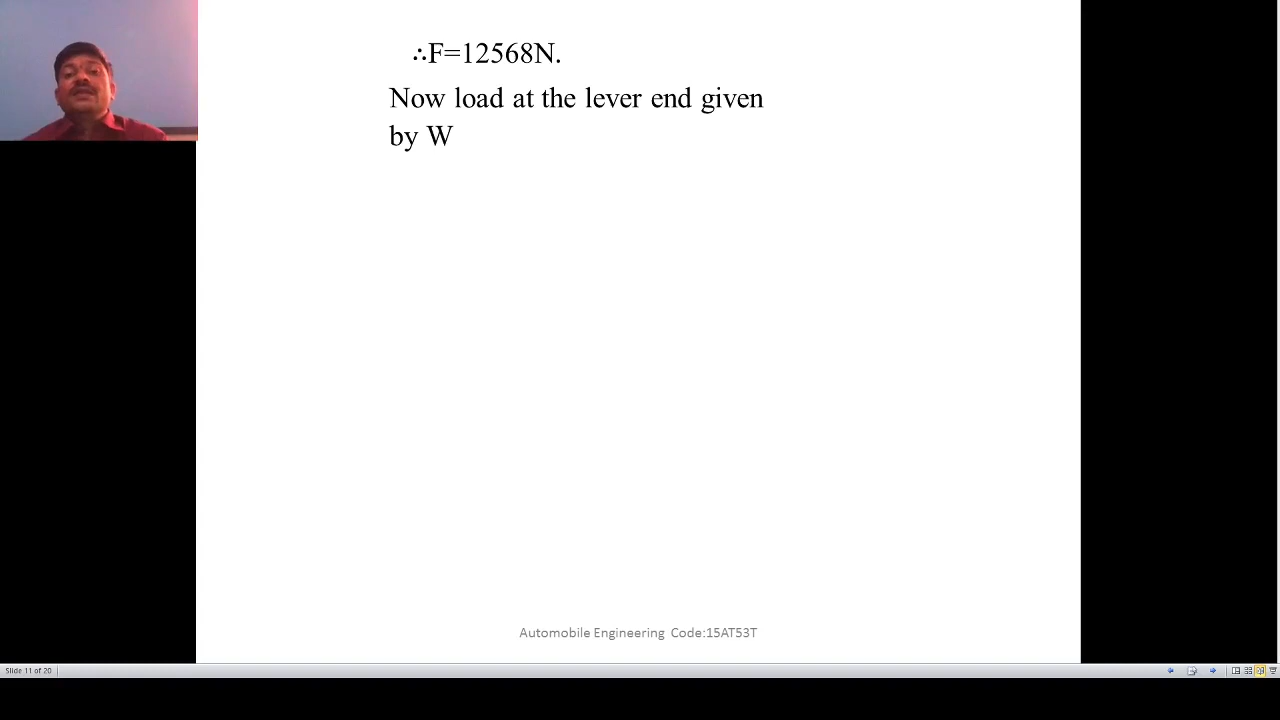 ∴F=12568N.
Now load at the lever end given
by W
Automobile Engineering Code:15AT53T
Slide 11 of 20